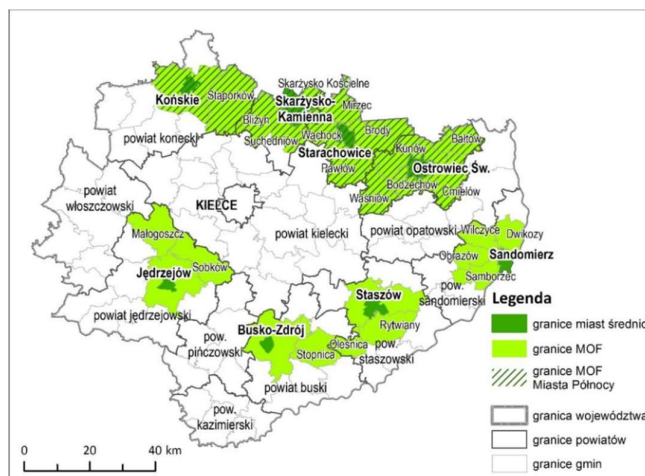 Skarżysko Kościelne
Końskie
Stąporków
Skarżysko-
Kamienna
Mirzec
Bliżyn
powiat konecki
Suchedniów
Wąchock
Brody
Starachowice
Pawłów
Kunów
Bałtów
Ostrowiec Św.
Bodzechów
Ćmielów
Waśniów
powiat
włoszczowski
KIELCE
Małogoszcz
powiat kielecki
powiat opatowski
Wilczyce
Dwikozy
Obrazów
Sandomierz
Samborzec
pow.
sandomierski
Jędrzejów
Sobków
powiat jędrzejowski
Staszów
Rytwiany
pow.
staszowski
Busko-Zdrój
Oleśnica
Stopnica
pow.
pińczowski
powiat buski
pow.
kazimierski
0 20 40 km
Legenda
granice miast średnic
granice MOF
granice MOF
Miasta Północy
granica województwa
granice powiatów
granice gmin